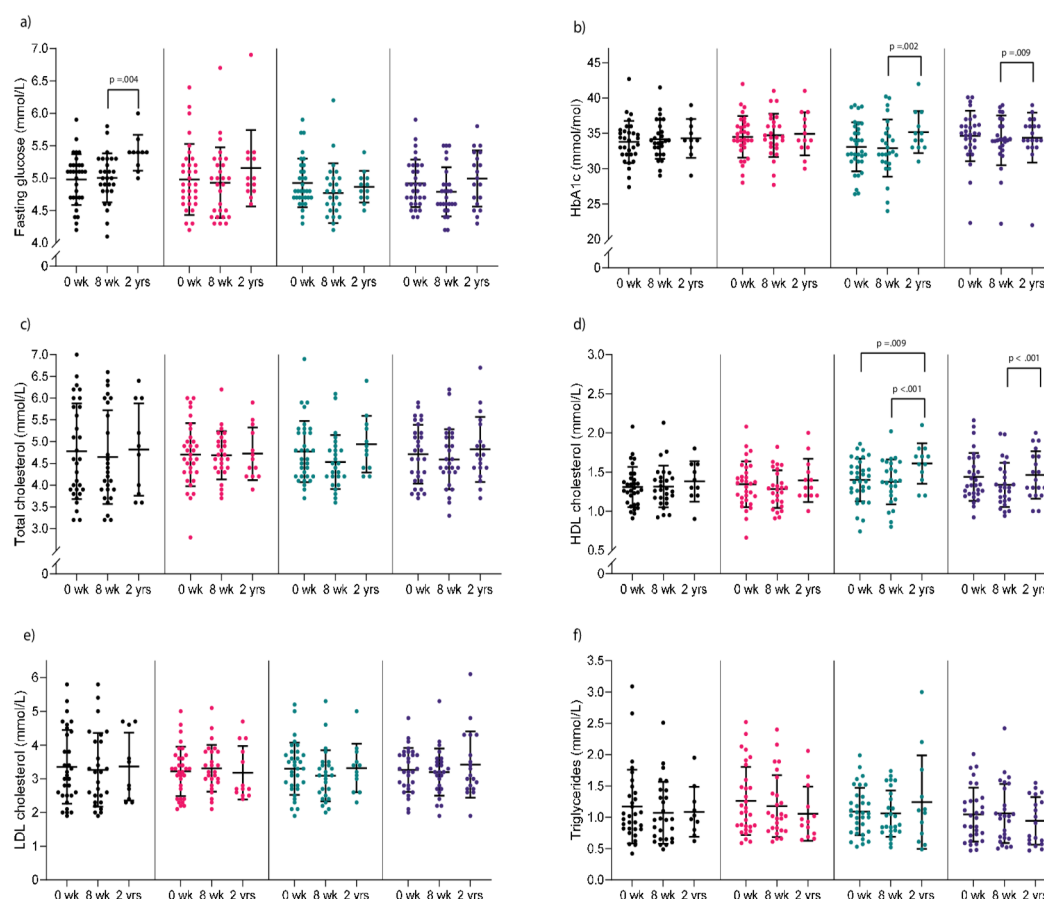 a)
Fasting glucose (mmol/L)
7.0
6.5
6.0
5.5
5.0
4.5
4.0
0
p =.004
0 wk 8 wk 2 yrs 0 wk 8 wk 2 yrs 0 wk 8 wk 2 yrs 0 wk 8 wk 2 yrs
b)
HbA1c (mmol/mol)
45
40
35
30
25
20
0
p =.002
p =.009
0 wk 8 wk 2 yrs 0 wk 8 wk 2 yrs 0 wk 8 wk 2 yrs 0 wk 8 wk 2 yrs
c)
Total cholesterol (mmol/L)
7.0
6.5
6.0
5.5
5.0
4.5
4.0
3.5
3.0
0
0 wk 8 wk 2 yrs 0 wk 8 wk 2 yrs 0 wk 8 wk 2 yrs 0 wk 8 wk 2 yrs
d)
HDL cholesterol (mmol/L)
3.0
2.5
2.0
1.5
1.0
0.5
0
p =.009
p <.001
p < .001
0 wk 8 wk 2 yrs 0 wk 8 wk 2 yrs 0 wk 8 wk 2 yrs 0 wk 8 wk 2 yrs
e)
LDL cholesterol (mmol/L)
6
5
4
3
2
1
0
0 wk 8 wk 2 yrs 0 wk 8 wk 2 yrs 0 wk 8 wk 2 yrs 0 wk 8 wk 2 yrs
f)
Triglycerides (mmol/L)
3.5
3.0
2.5
2.0
1.5
1.0
0.5
0.0
0 wk 8 wk 2 yrs 0 wk 8 wk 2 yrs 0 wk 8 wk 2 yrs 0 wk 8 wk 2 yrs